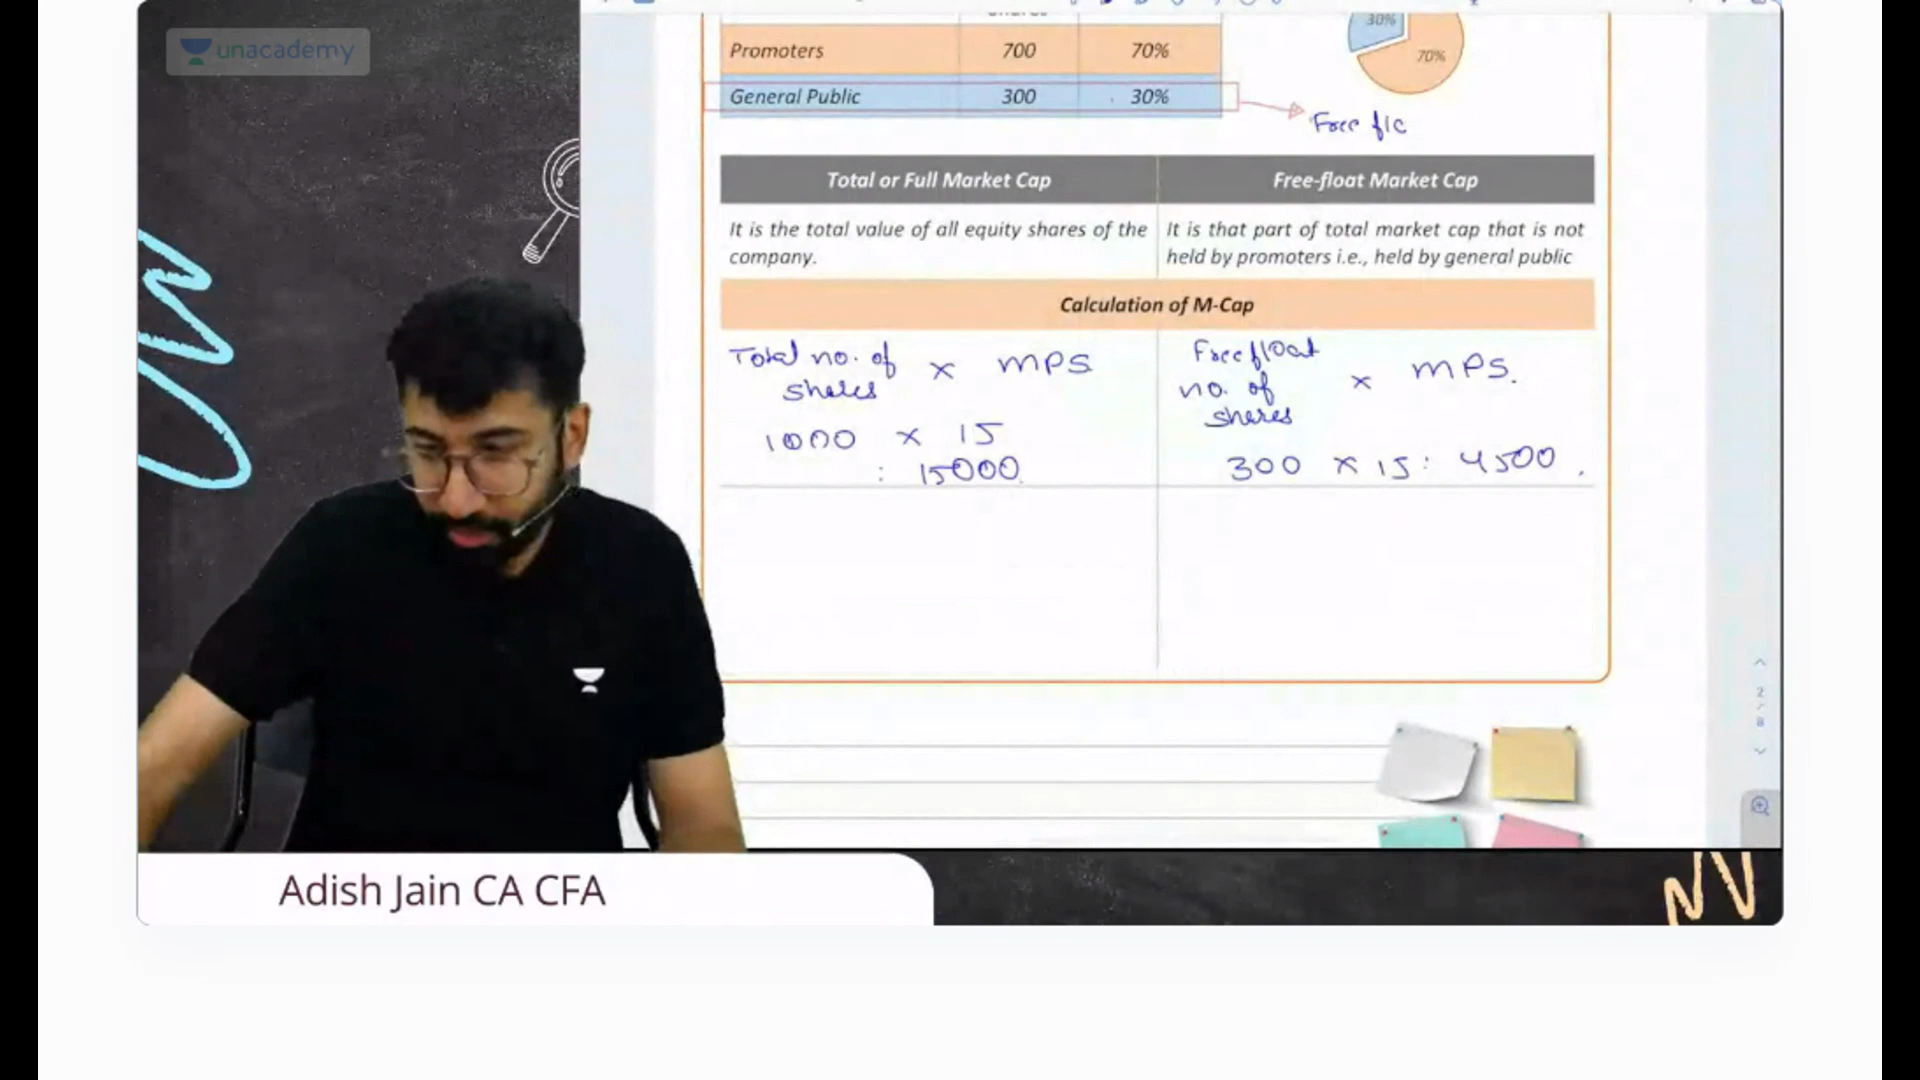 unacademy
30%
Promoters 700 70%
70%
General Public 300 30%
Free f
Total or Full Market Cap Free-float Market Cap
It is the total value of all equity shares of the
company.
It is that part of total market cap that is not
held by promoters i.e., held by general public
Calculation of M-Cap
Total no. of shares x MPS
1000 x 15
: 15000
Free float no. of shares x MPS.
300 x 15 : 4500.
2
/
8
Adish Jain CA CFA